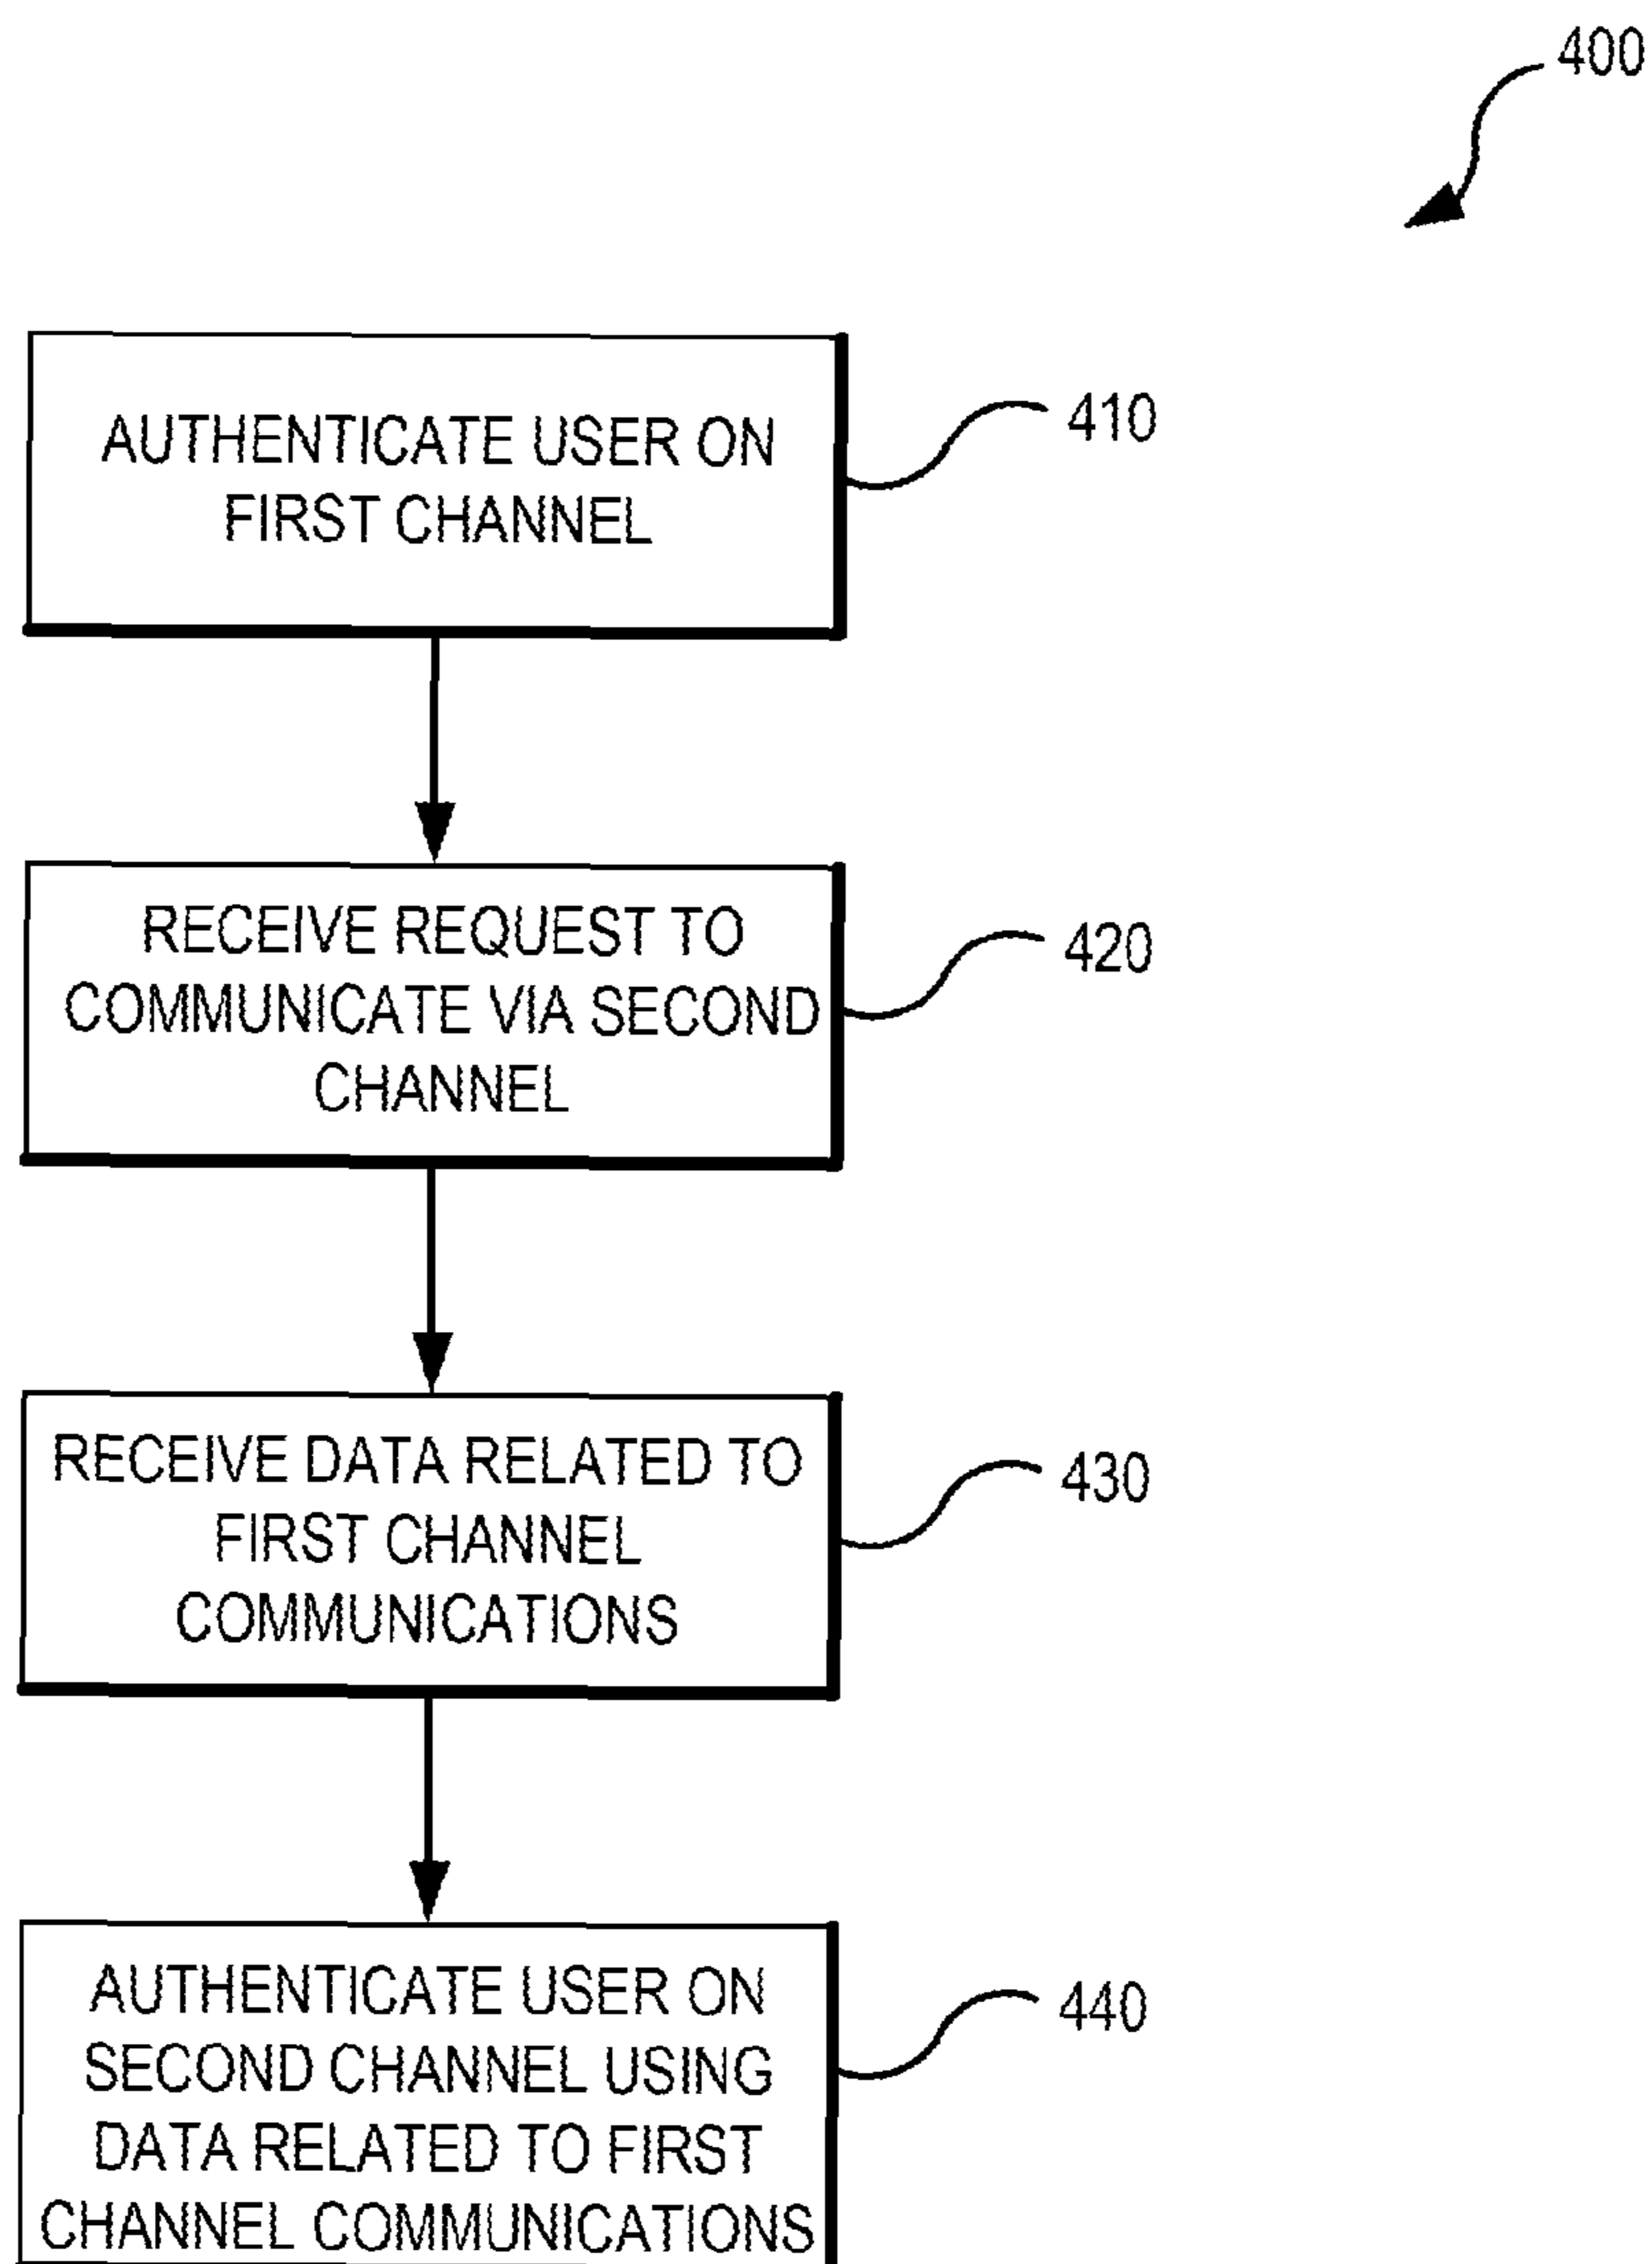 400
AUTHENTICATE USER ON
FIRST CHANNEL
410
RECEIVE REQUEST TO
COMMUNICATE VIA SECOND
CHANNEL
420
RECEIVE DATA RELATED TO
FIRST CHANNEL
COMMUNICATIONS
430
AUTHENTICATE USER ON
SECOND CHANNEL USING
DATA RELATED TO FIRST
CHANNEL COMMUNICATIONS
440